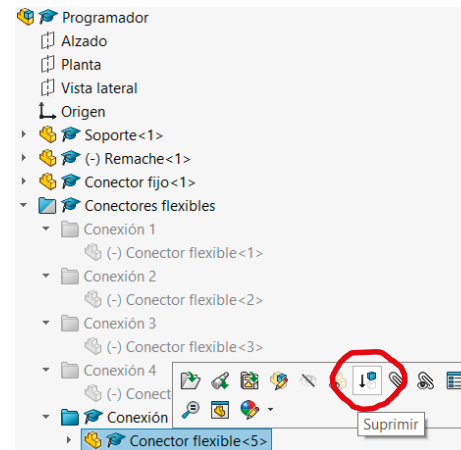 Programador
Alzado
Planta
Vista lateral
Origen
Soporte<1>
(-) Remache<1>
Conector fijo<1>
Conectores flexibles
Conexión 1
(-) Conector flexible<1>
Conexión 2
(-) Conector flexible<2>
Conexión 3
(-) Conector flexible<3>
Conexión 4
(-) Conect
Conexión
Suprimir
Conector flexible<5>